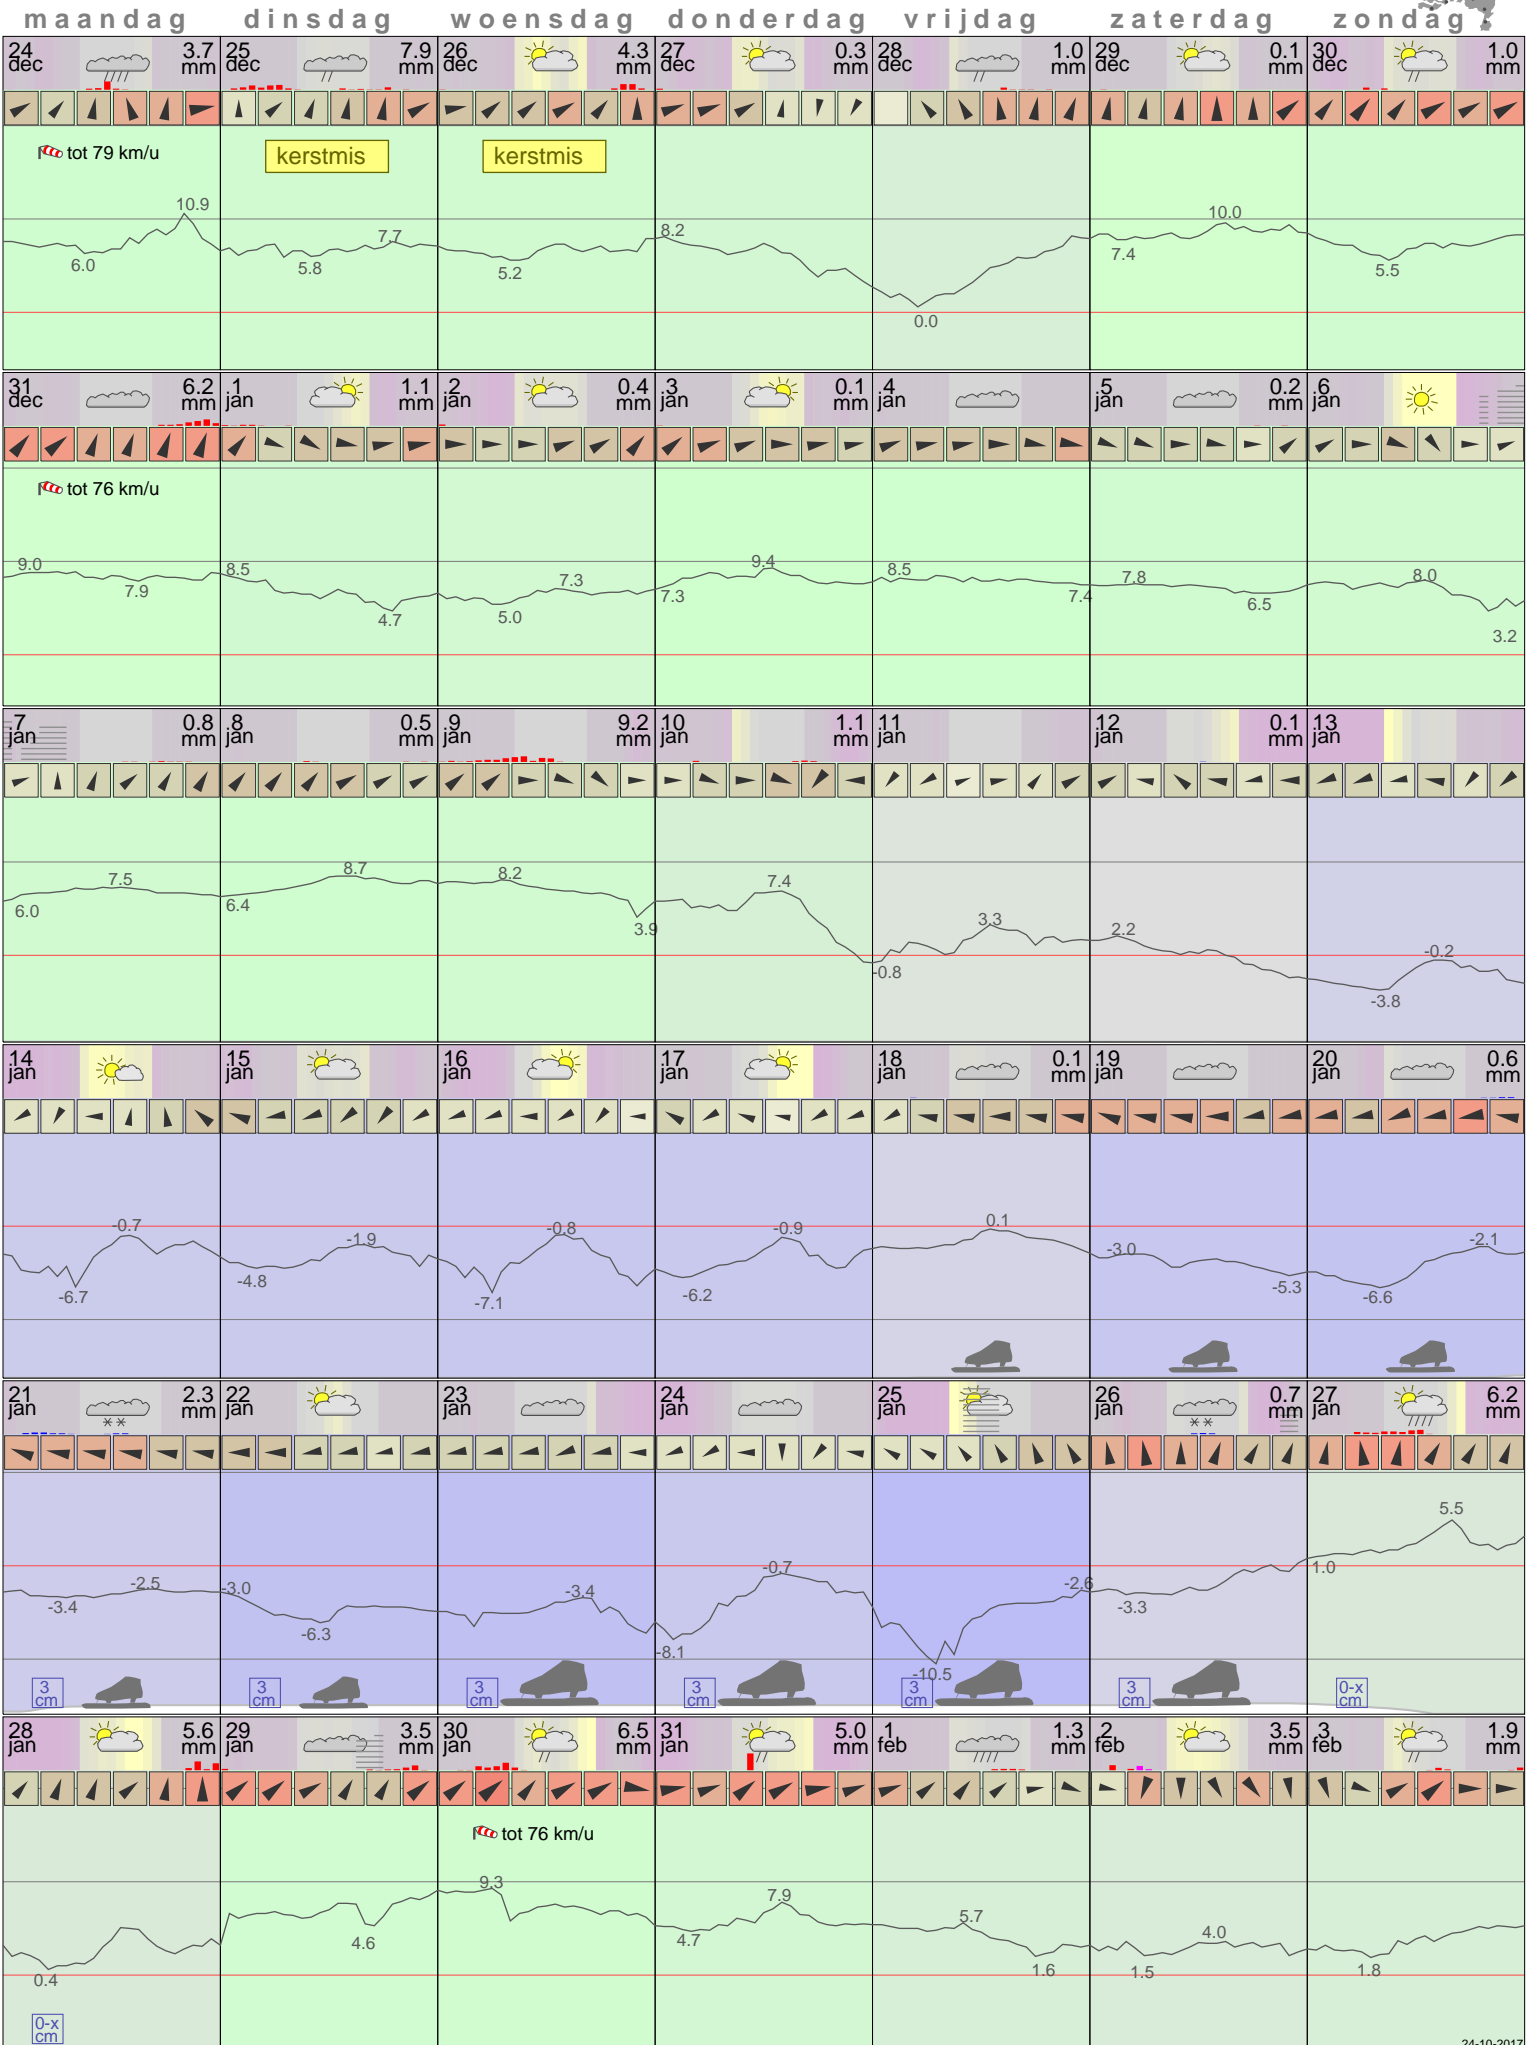 maandag dinsdag woensdag donderdag vrijdag zaterdag zondag
24 3.7 25 7.9 26 4.3 27 0.3 28 1.0 29 0.1 30 1.0
dec mm dec mm dec mm dec mm dec mm dec mm dec mm
tot 79 km/u kerstmis kerstmis
10.9 6.0 7.7 5.8 5.2 8.2 0.0 7.4 10.0 5.5
31 6.2 1 1.1 2 0.4 3 0.1 4 5 0.2 6
dec mm jan mm jan mm jan mm jan jan mm jan
tot 76 km/u
9.0 7.9 8.5 4.7 5.0 7.3 7.3 9.4 8.5 7.4 7.8 6.5 8.0 3.2
7 0.8 8 0.5 9 9.2 10 1.1 11 12 0.1 13
jan mm jan mm jan mm jan mm jan jan mm jan
6.0 7.5 6.4 8.7 8.2 3.9 7.4 -0.8 3.3 2.2 -3.8 -0.2
14 15 16 17 18 0.1 19 20 0.6
jan jan jan jan jan mm jan jan mm
-6.7 -0.7 -4.8 -1.9 -7.1 -0.8 -6.2 -0.9 0.1 -3.0 -5.3 -6.6 -2.1
21 2.3 22 23 24 25 26 0.7 27 6.2
jan mm jan jan jan jan jan mm jan mm
-3.4 -2.5 -3.0 -6.3 -3.4 -8.1 -0.7 -10.5 -2.6 -3.3 1.0 5.5
3 3 3 3 3 3 0-x
cm cm cm cm cm cm cm
28 5.6 29 3.5 30 6.5 31 5.0 1 1.3 2 3.5 3 1.9
jan mm jan mm jan mm jan mm feb mm feb mm feb mm
tot 76 km/u
0.4 4.6 9.3 4.7 7.9 5.7 1.6 1.5 4.0 1.8
0-x
cm
24-10-2017